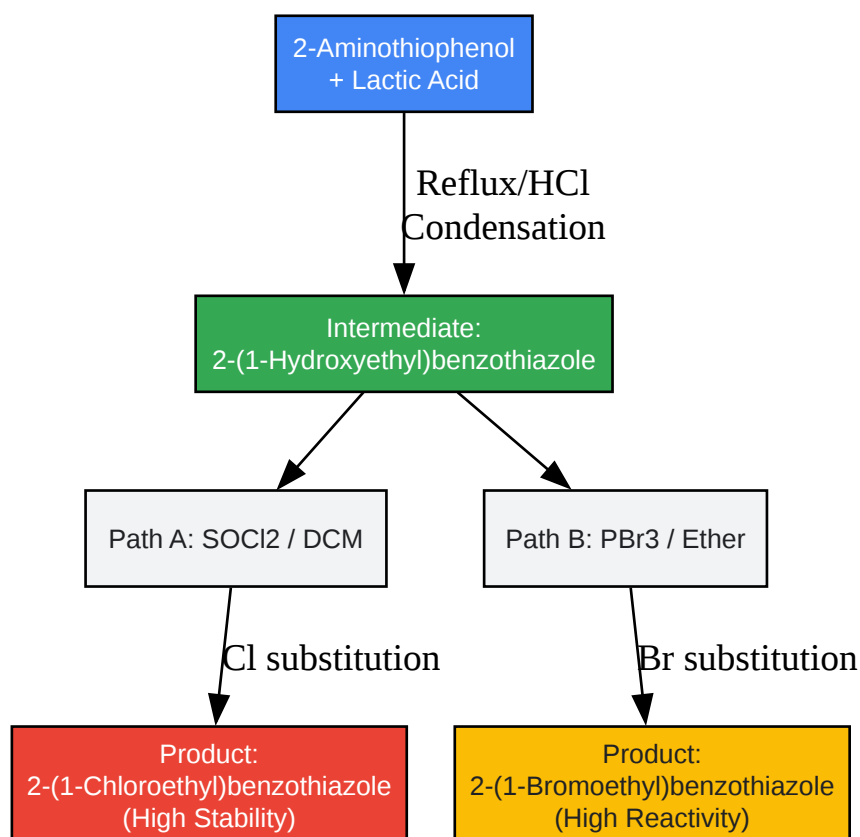 2-Aminothiophenol
+ Lactic Acid
Reflux/HCl
Condensation
Intermediate:
2-(1-Hydroxyethyl)benzothiazole
Path A: SOCl2 / DCM
Path B: PBr3 / Ether
Cl substitution
Br substitution
Product:
2-(1-Chloroethyl)benzothiazole
(High Stability)
Product:
2-(1-Bromoethyl)benzothiazole
(High Reactivity)